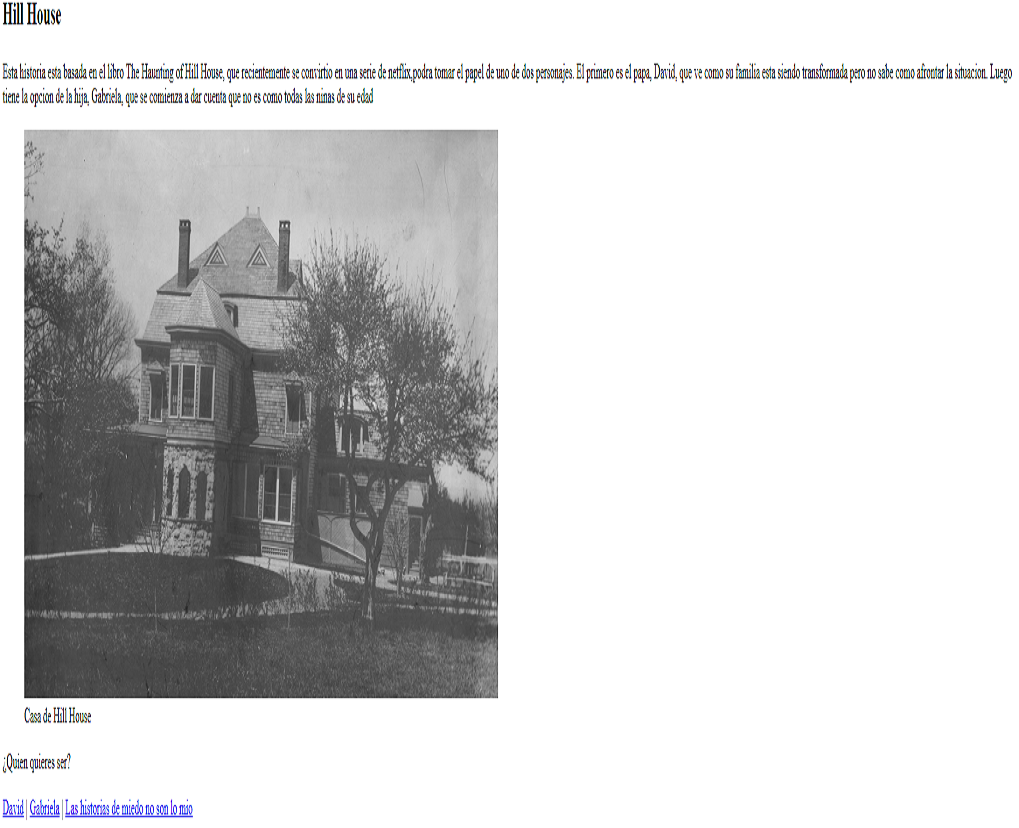 Hill House
Esta historia esta basada en el libro The Haunting of Hill House, que recientemente se convirtio en una serie de netflix,podra tomar el papel de uno de dos personajes. El primero es el papa, David, que ve como su familia esta siendo transformada pero no sabe como afrontar la situacion. Luego
tiene la opcion de la hija, Gabriela, que se comienza a dar cuenta que no es como todas las ninas de su edad
Casa de Hill House
¿Quien quieres ser?
David | Gabriela | Las historias de miedo no son lo mio